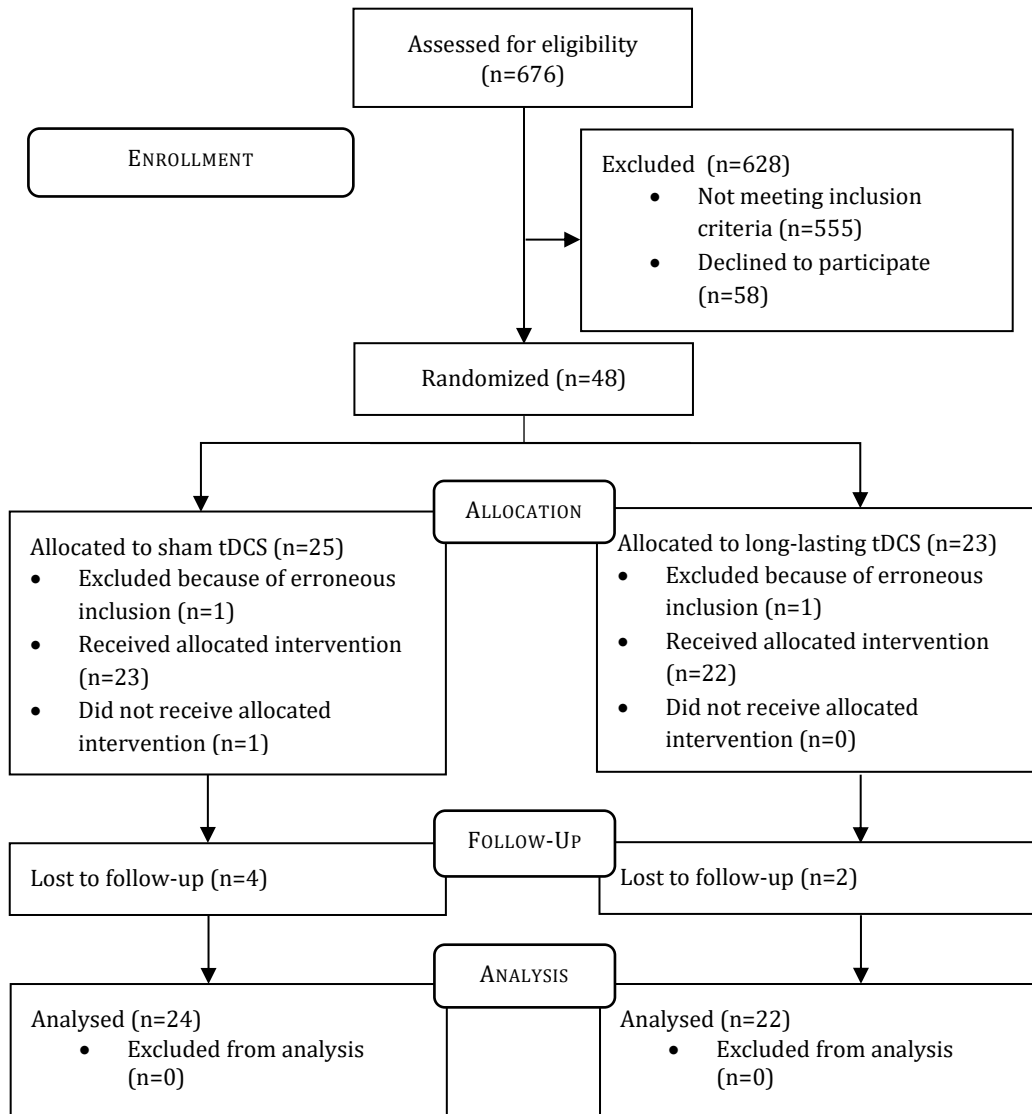 Assessed for eligibility
(n=676)
ENROLLMENT
Excluded (n=628)
• Not meeting inclusion
criteria (n=555)
• Declined to participate
(n=58)
Randomized (n=48)
ALLOCATION
Allocated to sham tDCS (n=25)
• Excluded because of erroneous
inclusion (n=1)
• Received allocated intervention
(n=23)
• Did not receive allocated
intervention (n=1)
Allocated to long-lasting tDCS (n=23)
• Excluded because of erroneous
inclusion (n=1)
• Received allocated intervention
(n=22)
• Did not receive allocated
intervention (n=0)
FOLLOW-UP
Lost to follow-up (n=4)
Lost to follow-up (n=2)
ANALYSIS
Analysed (n=24)
• Excluded from analysis
(n=0)
Analysed (n=22)
• Excluded from analysis
(n=0)